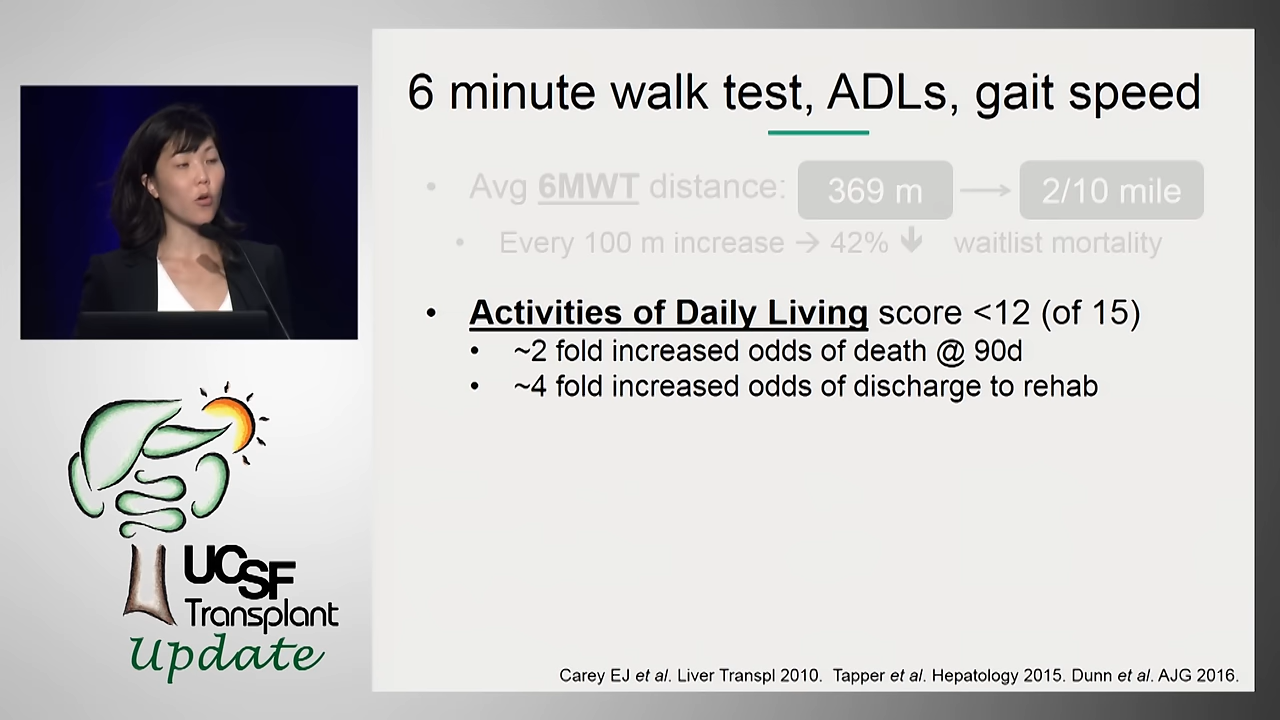 6 minute walk test, ADLs, gait speed
• Avg 6MWT distance: 369 m → 2/10 mile
• Every 100 m increase → 42% ↓ waitlist mortality
• Activities of Daily Living score <12 (of 15)
• ~2 fold increased odds of death @ 90d
• ~4 fold increased odds of discharge to rehab
UCSF
Transplant
Update
Carey EJ et al. Liver Transpl 2010. Tapper et al. Hepatology 2015. Dunn et al. AJG 2016.